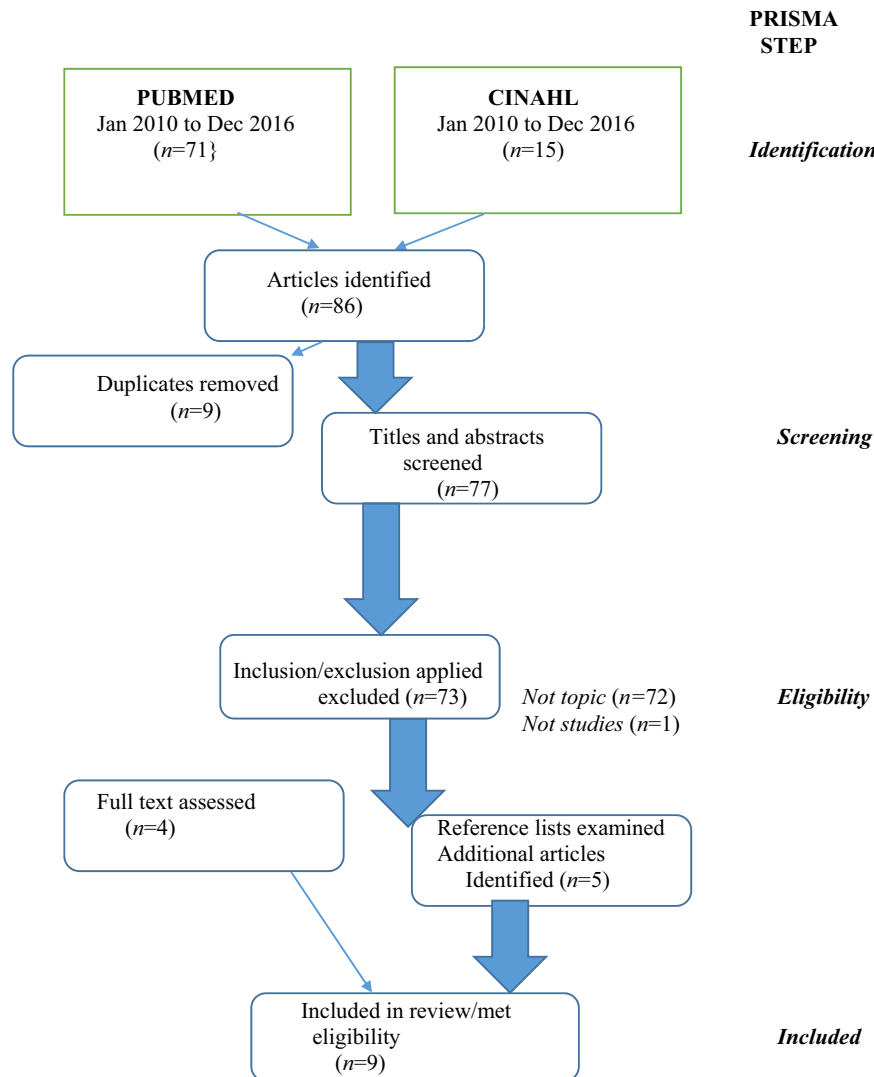 PRISMA
STEP
PUBMED
Jan 2010 to Dec 2016
(n=71}
CINAHL
Jan 2010 to Dec 2016
(n=15)
Identification
Articles identified
(n=86)
Duplicates removed
(n=9)
Titles and abstracts
screened
(n=77)
Screening
Inclusion/exclusion applied
excluded (n=73)
Not topic (n=72)
Not studies (n=1)
Eligibility
Full text assessed
(n=4)
Reference lists examined
Additional articles
Identified (n=5)
Included in review/met
eligibility
(n=9)
Included